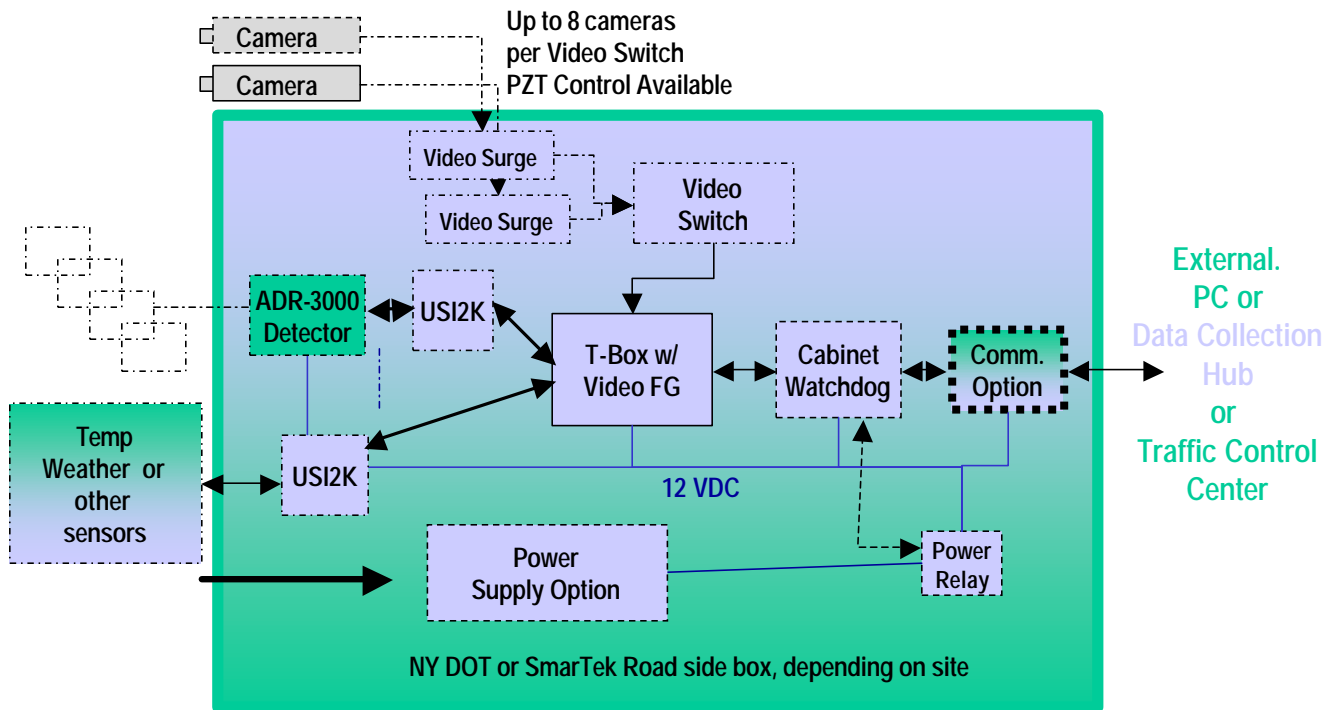 Camera
Up to 8 cameras
per Video Switch
PZT Control Available
Camera
Video Surge
Video Surge
Video
Switch
ADR-3000
Detector
USI2K
T-Box w/
Video FG
Cabinet
Watchdog
Comm.
Option
External.
PC or
Data Collection
Hub
or
Traffic Control
Center
Temp
Weather or
other
sensors
USI2K
12 VDC
Power
Supply Option
Power
Relay
NY DOT or SmarTek Road side box, depending on site